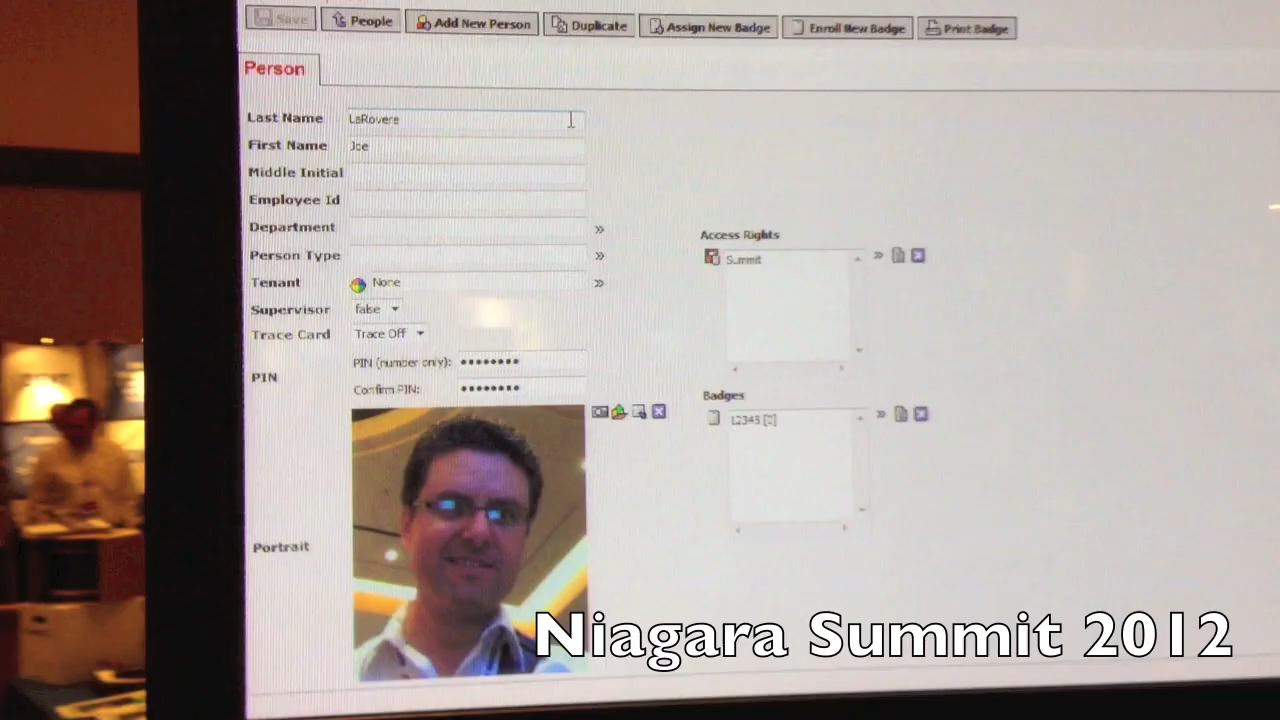 Save People Add New Person Duplicate Assign New Badge Enroll New Badge Print Badge
Person
Last Name LaRovere
First Name Joe
Middle Initial
Employee Id
Department »
Person Type »
Tenant None »
Supervisor false
Trace Card Trace Off
PIN
PIN (number only): ••••••••
Confirm PIN: ••••••••
Portrait
Access Rights
Summit »
Badges
12345 »
Niagara Summit 2012